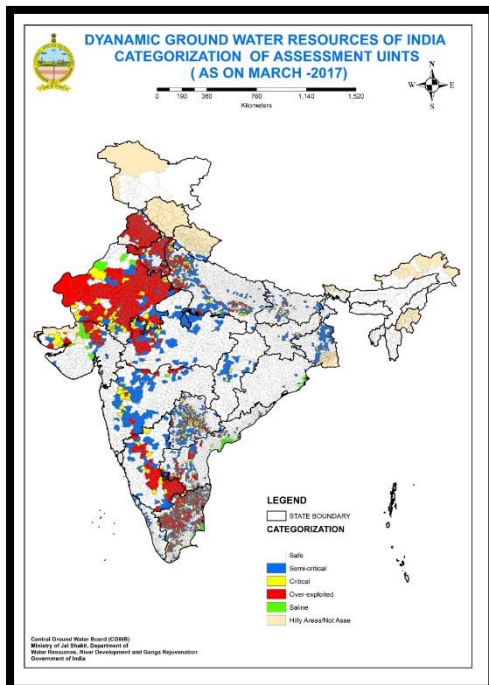 DYANAMIC GROUND WATER RESOURCES OF INDIA
CATEGORIZATION OF ASSESSMENT UINTS
( AS ON MARCH -2017)
0 190 380 760 1,140 1,520
Kilometers
N
W E
S
LEGEND
STATE BOUNDARY
CATEGORIZATION
Safe
Semi-critical
Critical
Over-exploited
Saline
Hilly Areas/Not Asse
Central Ground Water Board (CGWB)
Ministry of Jal Shakti, Department of
Water Resources, River Development and Ganga Rejuvenation
Government of India